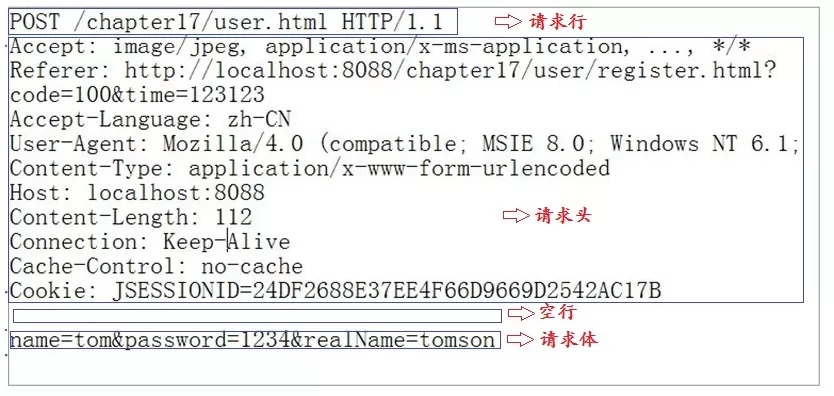 POST /chapter17/user.html HTTP/1.1 请求行
Accept: image/jpeg, application/x-ms-application, ..., */*
Referer: http://localhost:8088/chapter17/user/register.html?
code=100&time=123123
Accept-Language: zh-CN
User-Agent: Mozilla/4.0 (compatible; MSIE 8.0; Windows NT 6.1;
Content-Type: application/x-www-form-urlencoded
Host: localhost:8088
Content-Length: 112 请求头
Connection: Keep-Alive
Cache-Control: no-cache
Cookie: JSESSIONID=24DF2688E37EE4F66D9669D2542AC17B
空行
name=tom&password=1234&realName=tomson 请求体